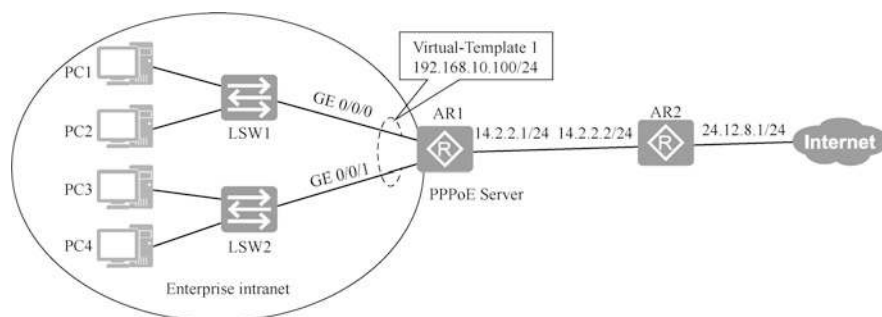 Virtual-Template 1
192.168.10.100/24
PC1
GE 0/0/0
AR1
AR2
LSW1
14.2.2.1/24
14.2.2.2/24
24.12.8.1/24
PC2
R
R
Internet
PC3
GE 0/0/1
PPPoE Server
PC4
LSW2
Enterprise intranet